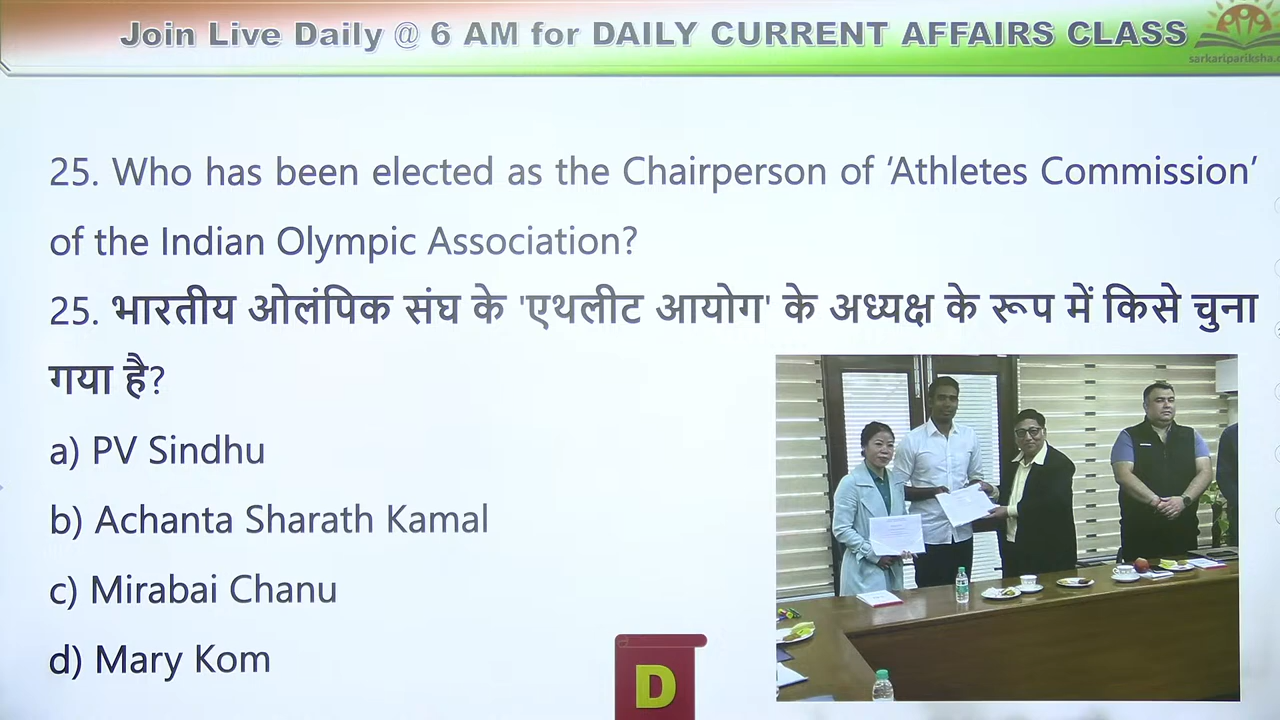 Join Live Daily @ 6 AM for DAILY CURRENT AFFAIRS CLASS
25. Who has been elected as the Chairperson of ‘Athletes Commission’
of the Indian Olympic Association?
25. भारतीय ओलंपिक संघ के 'एथलीट आयोग' के अध्यक्ष के रूप में किसे चुना
गया है?
a) PV Sindhu
b) Achanta Sharath Kamal
c) Mirabai Chanu
d) Mary Kom
D